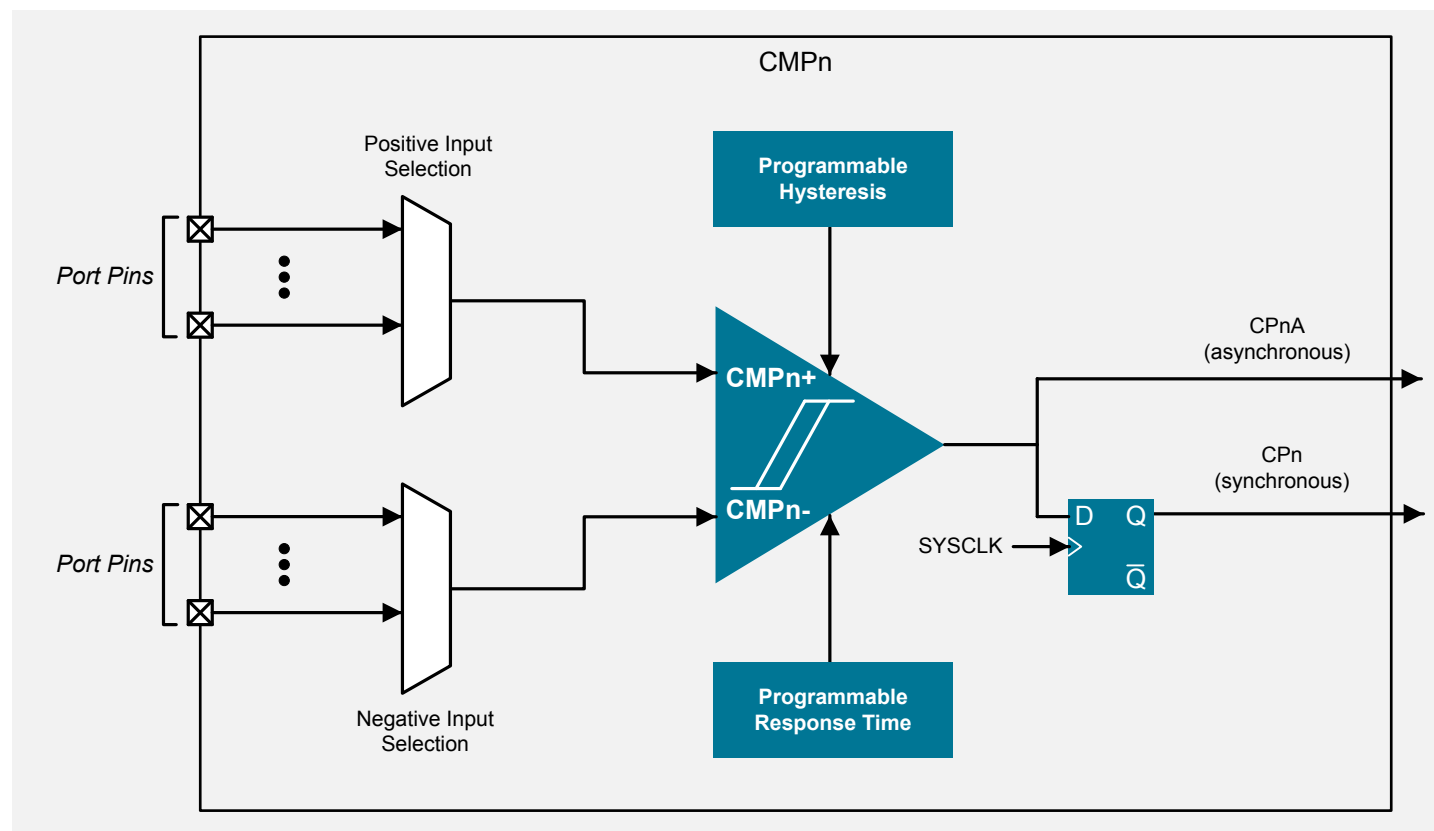 CMPn
Positive Input
Selection
Programmable
Hysteresis
Port Pins
CMPn+
CPnA
(asynchronous)
CPn
(synchronous)
CMPn-
D Q
SYSCLK
Q̅
Port Pins
Programmable
Response Time
Negative Input
Selection